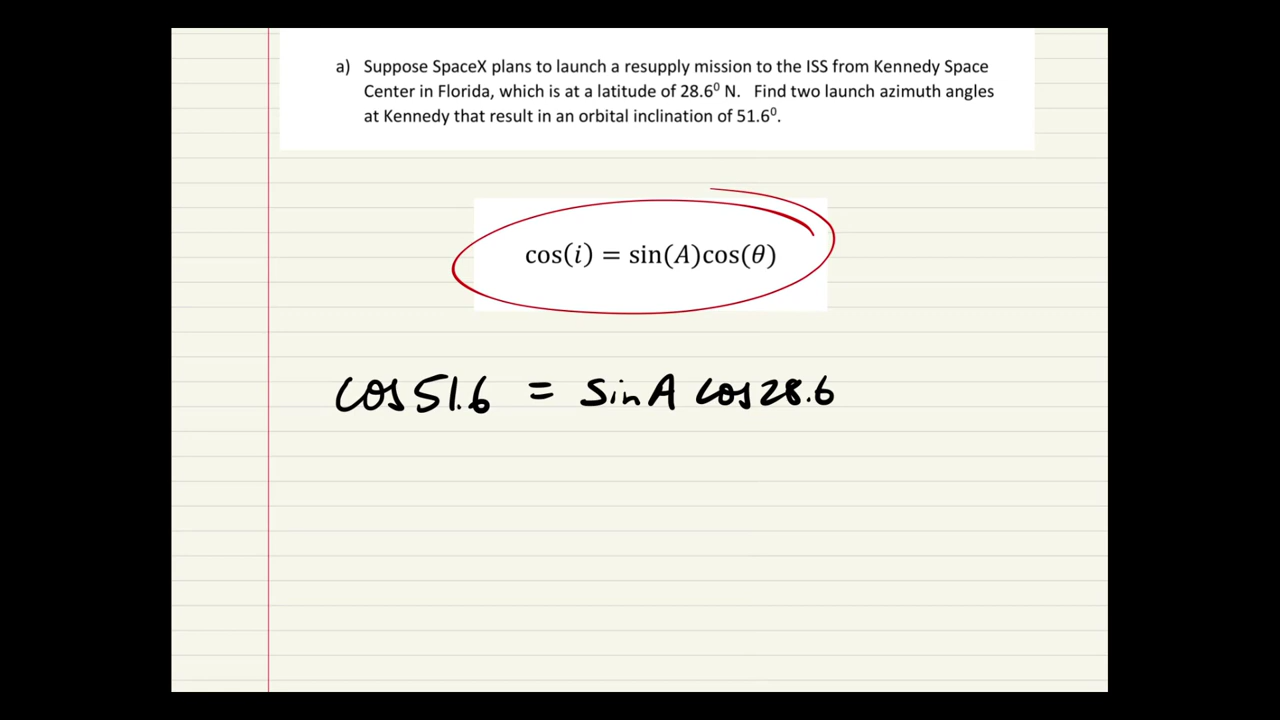 a) Suppose SpaceX plans to launch a resupply mission to the ISS from Kennedy Space
Center in Florida, which is at a latitude of 28.6⁰ N. Find two launch azimuth angles
at Kennedy that result in an orbital inclination of 51.6⁰.
cos(i) = sin(A)cos(θ)
cos 51.6 = sin A cos 28.6